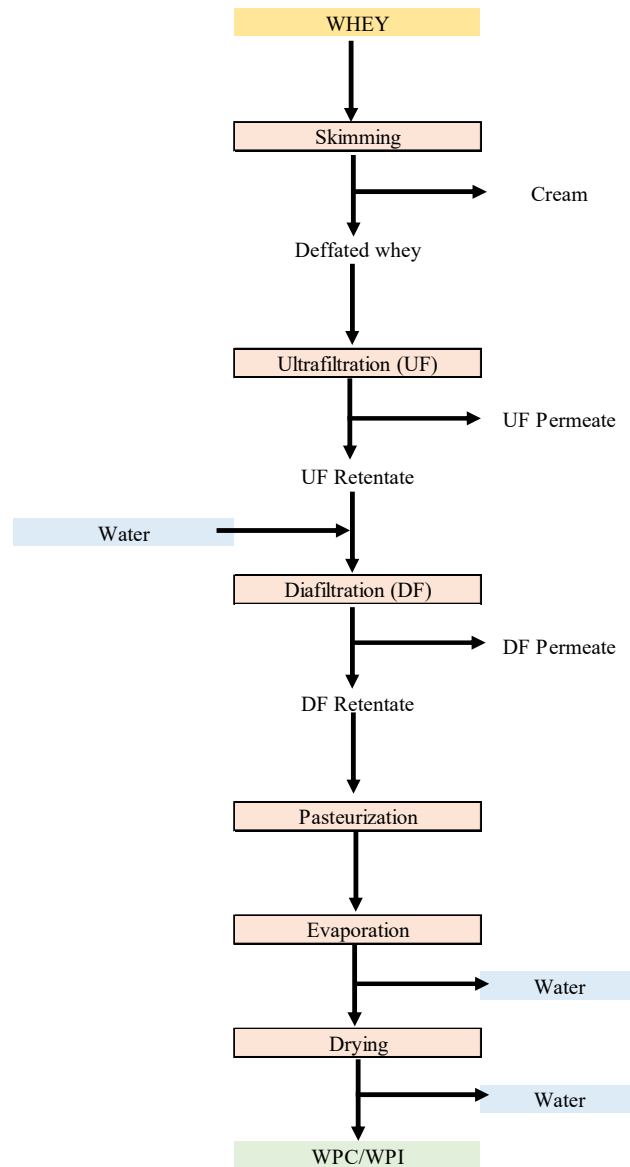 WHEY
Skimming
Cream
Deffated whey
Ultrafiltration (UF)
UF Permeate
UF Retentate
Water
Diafiltration (DF)
DF Permeate
DF Retentate
Pasteurization
Evaporation
Water
Drying
Water
WPC/WPI